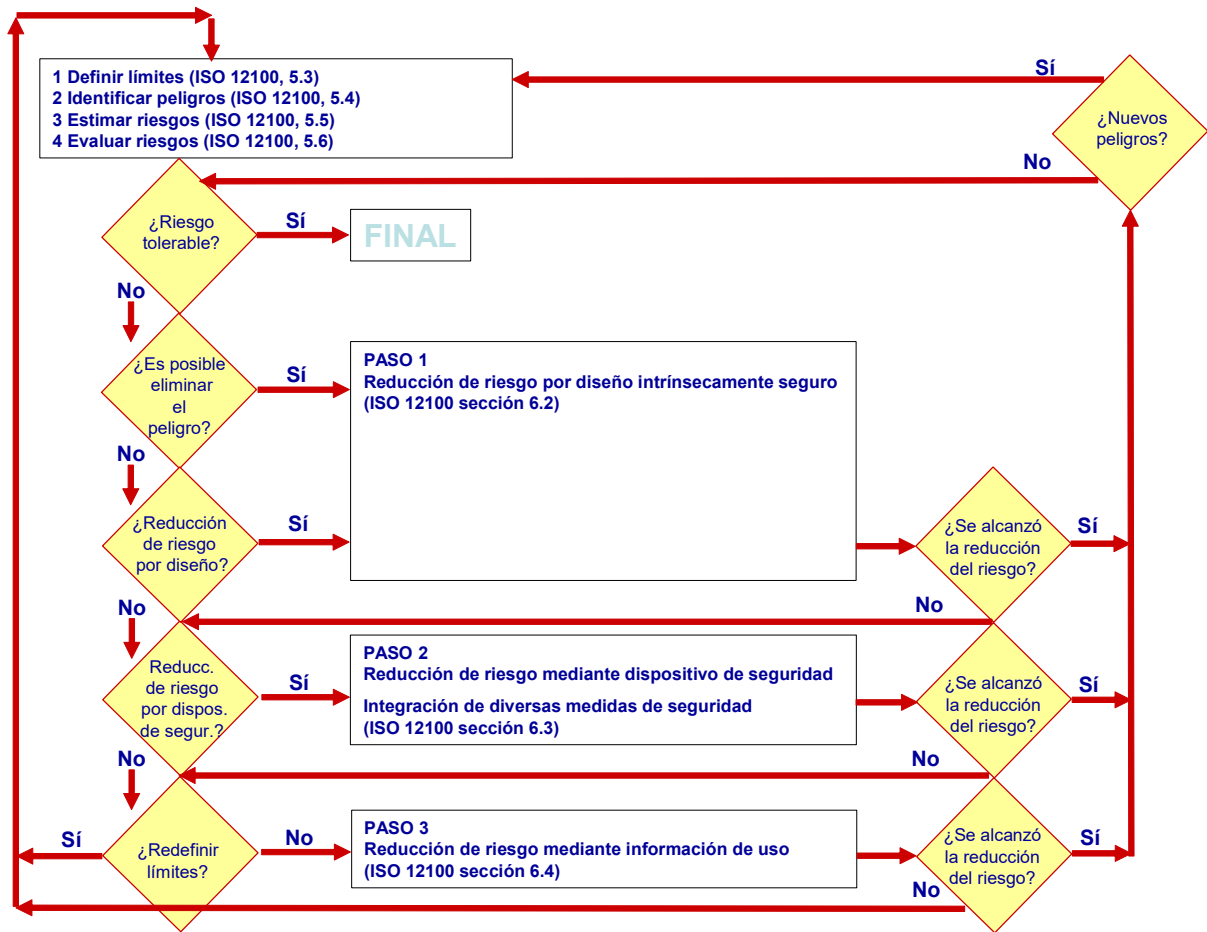 1 Definir límites (ISO 12100, 5.3)
2 Identificar peligros (ISO 12100, 5.4)
3 Estimar riesgos (ISO 12100, 5.5)
4 Evaluar riesgos (ISO 12100, 5.6)
Sí
¿Nuevos
peligros?
No
¿Riesgo
tolerable?
Sí
FINAL
No
¿Es posible
eliminar
el
peligro?
Sí
PASO 1
Reducción de riesgo por diseño intrínsecamente seguro
(ISO 12100 sección 6.2)
No
¿Reducción
de riesgo
por diseño?
Sí
¿Se alcanzó
la reducción
del riesgo?
Sí
No
No
Reducc.
de riesgo
por dispos.
de segur.?
Sí
PASO 2
Reducción de riesgo mediante dispositivo de seguridad
Integración de diversas medidas de seguridad
(ISO 12100 sección 6.3)
¿Se alcanzó
la reducción
del riesgo?
Sí
No
No
Sí
¿Redefinir
límites?
No
PASO 3
Reducción de riesgo mediante información de uso
(ISO 12100 sección 6.4)
¿Se alcanzó
la reducción
del riesgo?
Sí
No